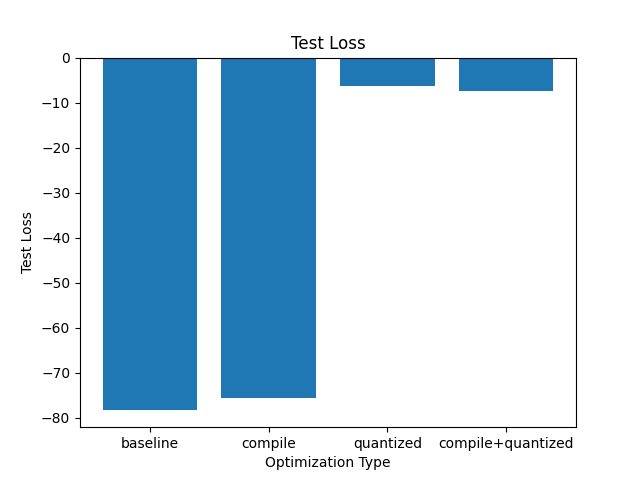 Test Loss
0
−10
−20
−30
−40
−50
−60
−70
−80
Test Loss
baseline compile quantized compile+quantized
Optimization Type